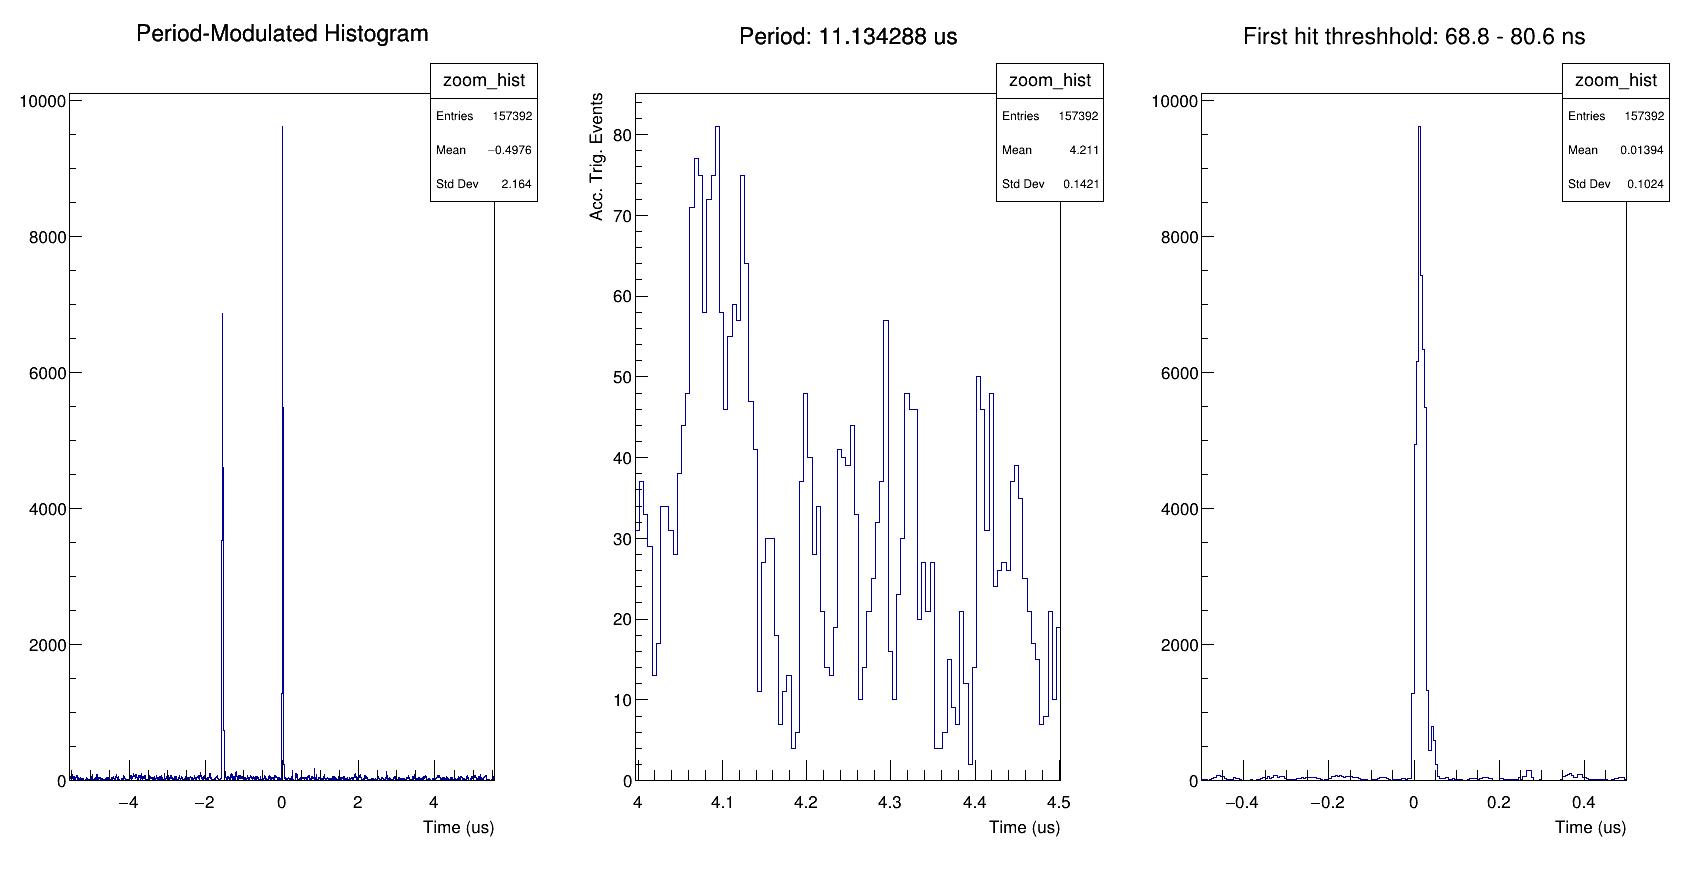 Period-Modulated Histogram
zoom_hist
Entries 157392
Mean −0.4976
Std Dev 2.164
10000
8000
6000
4000
2000
0
−4 −2 0 2 4
Time (us)
Period: 11.134288 us
zoom_hist
Entries 157392
Mean 4.211
Std Dev 0.1421
Acc. Trig. Events
80
70
60
50
40
30
20
10
0
4 4.1 4.2 4.3 4.4 4.5
Time (us)
First hit threshhold: 68.8 - 80.6 ns
zoom_hist
Entries 157392
Mean 0.01394
Std Dev 0.1024
10000
8000
6000
4000
2000
0
−0.4 −0.2 0 0.2 0.4
Time (us)